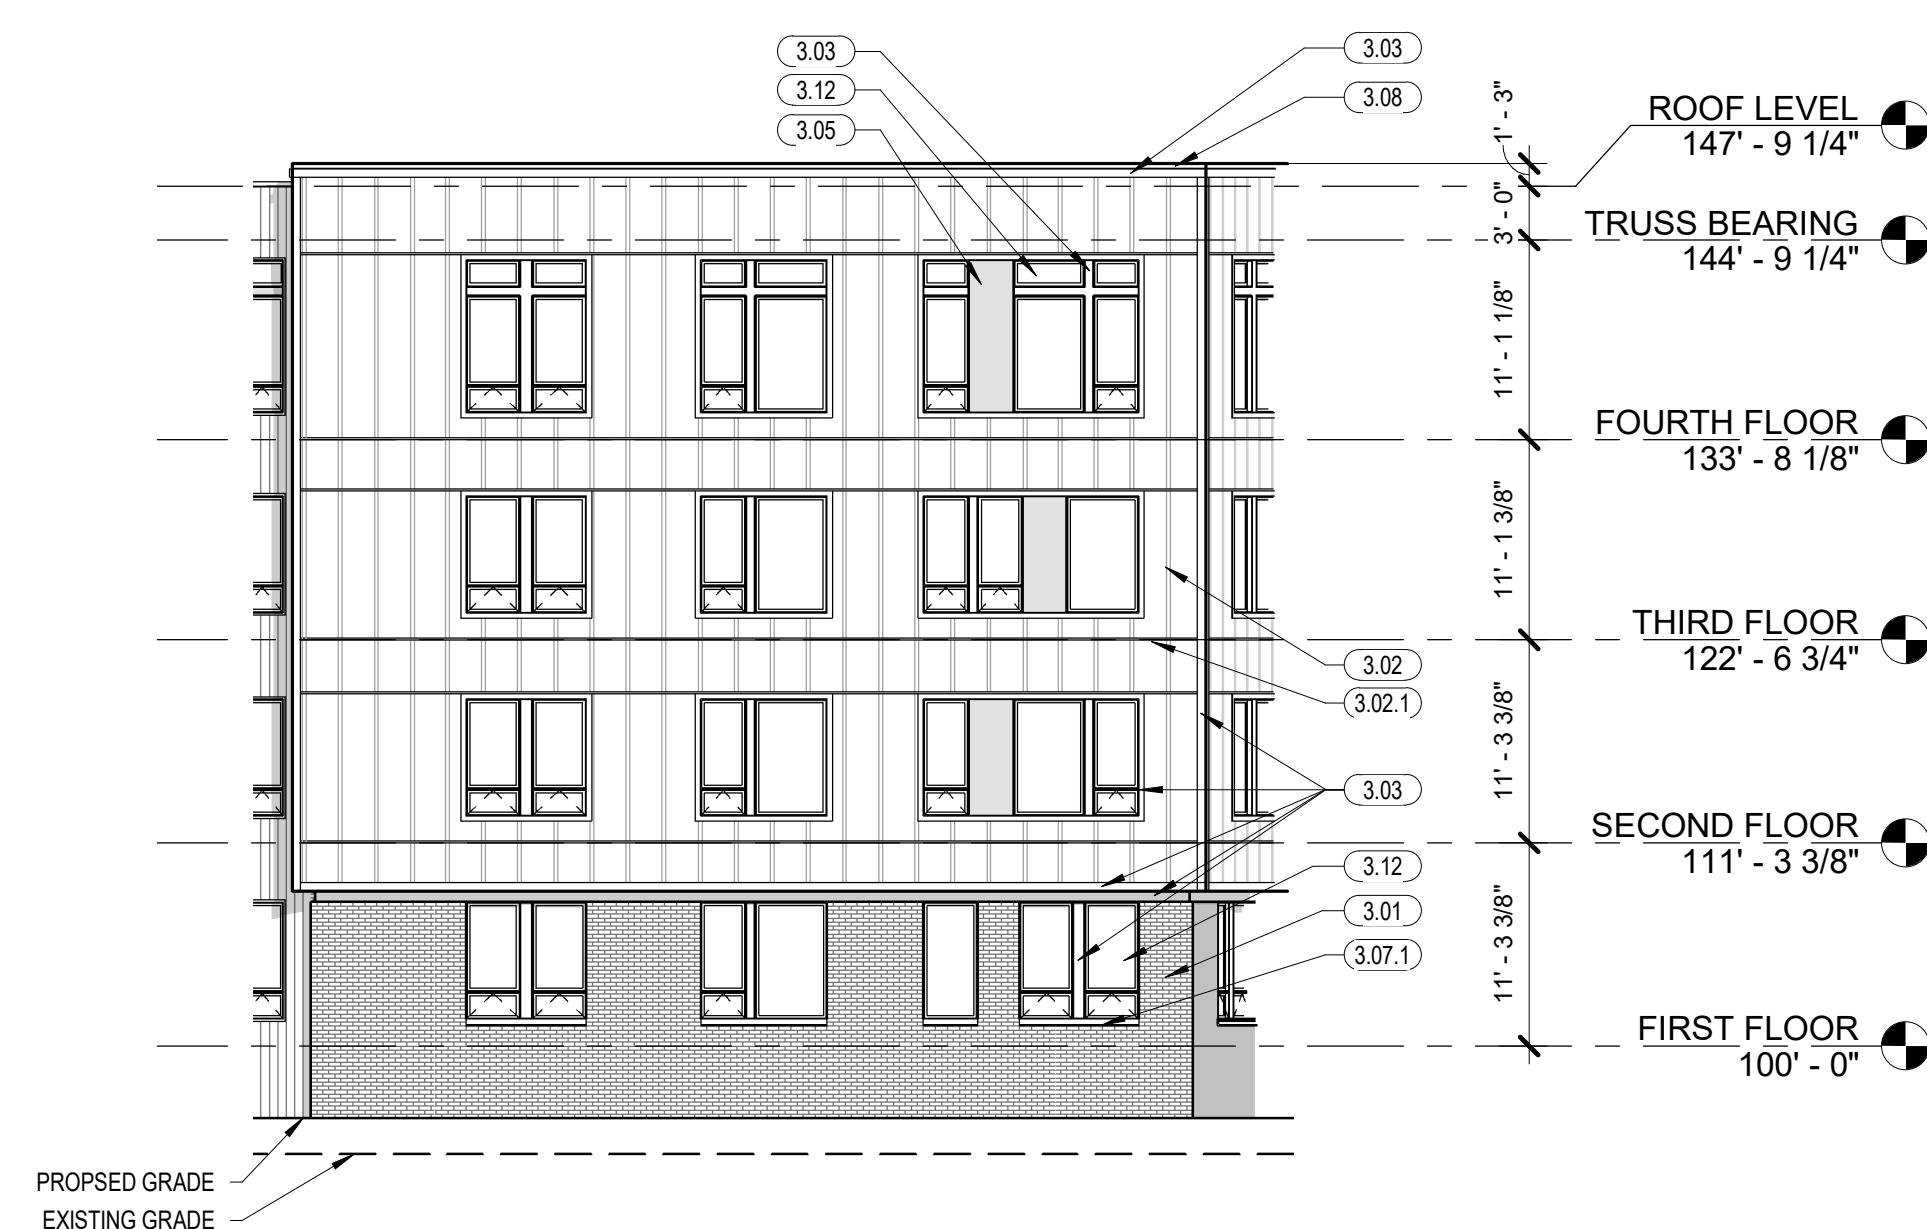 3.03
3.12
3.05
3.03
3.08
1' - 3"
3' - 0"
11' - 1 1/8"
11' - 1 3/8"
11' - 3 3/8"
11' - 3 3/8"
ROOF LEVEL
147' - 9 1/4"
TRUSS BEARING
144' - 9 1/4"
FOURTH FLOOR
133' - 8 1/8"
THIRD FLOOR
122' - 6 3/4"
SECOND FLOOR
111' - 3 3/8"
FIRST FLOOR
100' - 0"
3.02
3.02.1
3.03
3.12
3.01
3.07.1
PROPSED GRADE
EXISTING GRADE